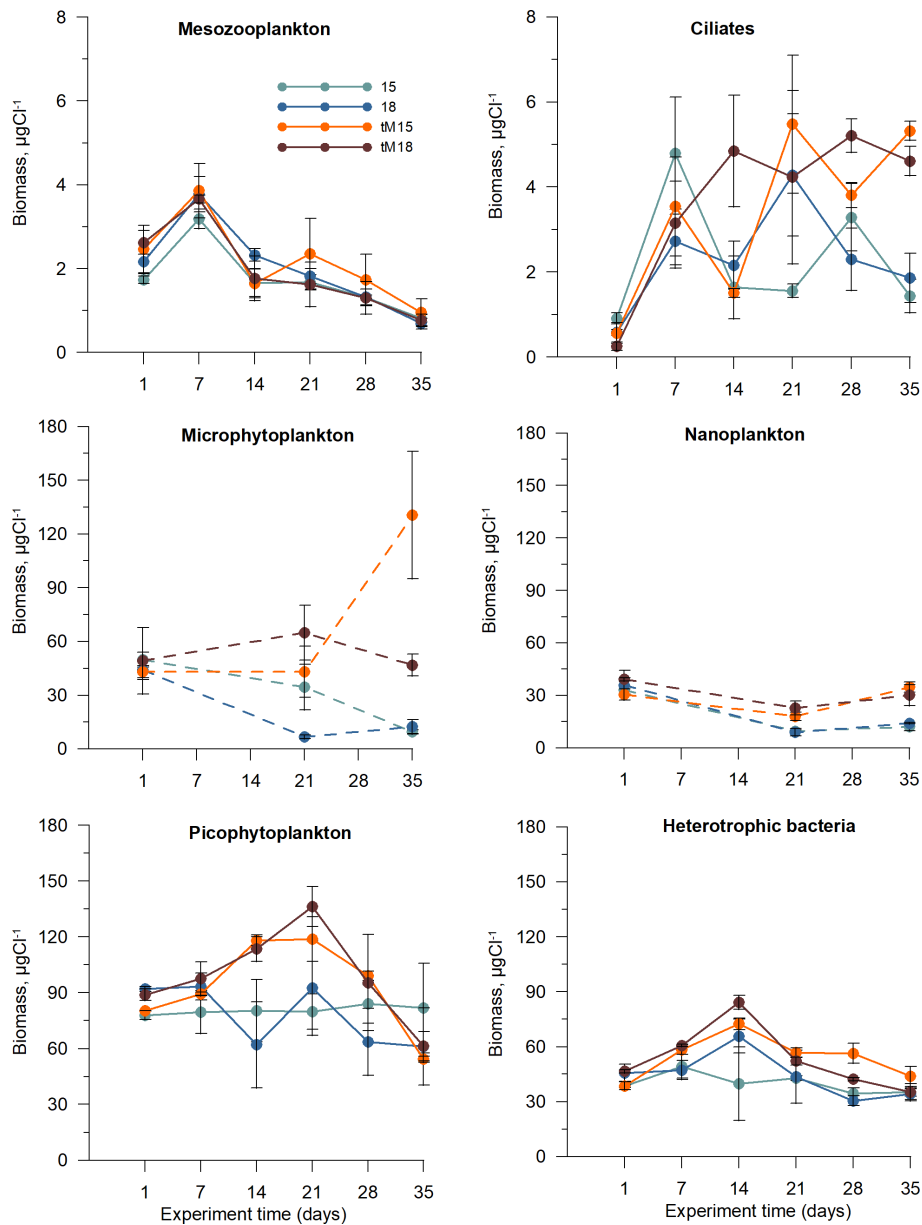 Mesozooplankton
Biomass, µgCl-1
8
6
4
2
0
15
18
tM15
tM18
1 7 14 21 28 35
Ciliates
Biomass, µgCl-1
8
6
4
2
0
1 7 14 21 28 35
Microphytoplankton
Biomass, µgCl-1
180
150
120
90
60
30
0
1 7 14 21 28 35
Nanoplankton
Biomass, µgCl-1
180
150
120
90
60
30
0
1 7 14 21 28 35
Picophytoplankton
Biomass, µgCl-1
180
150
120
90
60
30
0
1 7 14 21 28 35
Experiment time (days)
Heterotrophic bacteria
Biomass, µgCl-1
180
150
120
90
60
30
0
1 7 14 21 28 35
Experiment time (days)